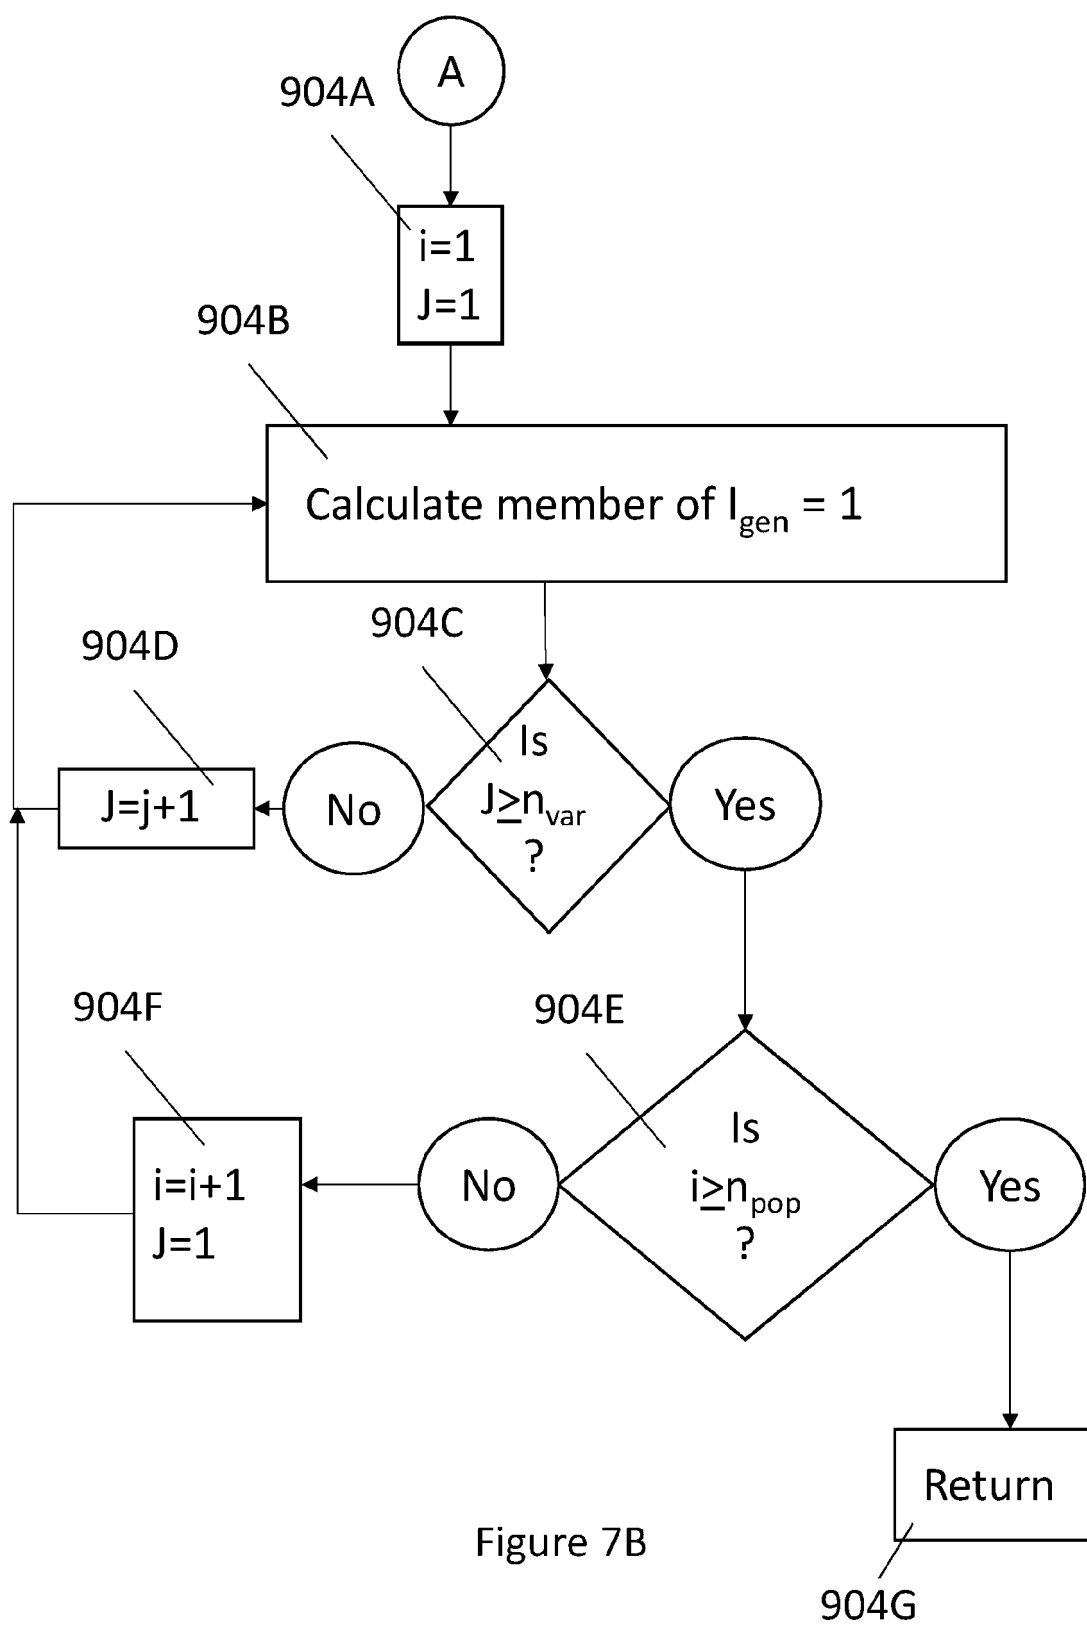 A
904A
i=1
J=1
904B
Calculate member of I_gen = 1
904C
904D
Is
J≥n_var
?
Yes
No
J=j+1
904F
904E
Is
i≥n_pop
?
Yes
No
i=i+1
J=1
Return
Figure 7B
904G